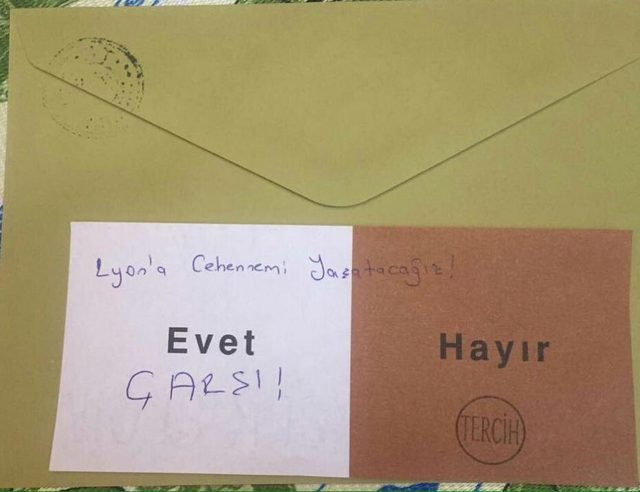 Lyon'a Cehennemi Yaşatacağız!
Evet
Hayır
ÇARŞI!
TERCİH